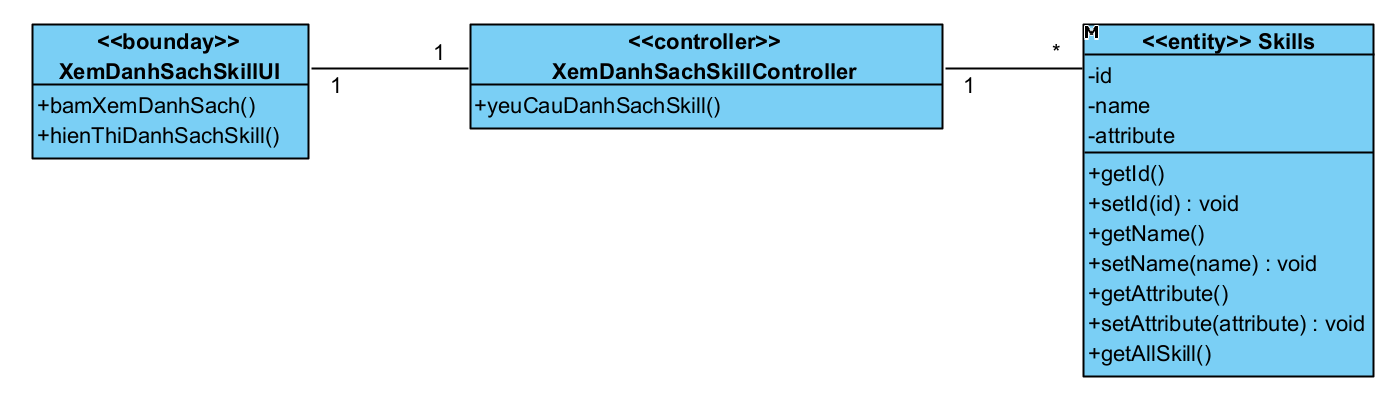 <<bounday>>
XemDanhSachSkillUI
+bamXemDanhSach()
+hienThiDanhSachSkill()
1
1
<<controller>>
XemDanhSachSkillController
+yeuCauDanhSachSkill()
1
*
M
<<entity>> Skills
-id
-name
-attribute
+getId()
+setId(id) : void
+getName()
+setName(name) : void
+getAttribute()
+setAttribute(attribute) : void
+getAllSkill()